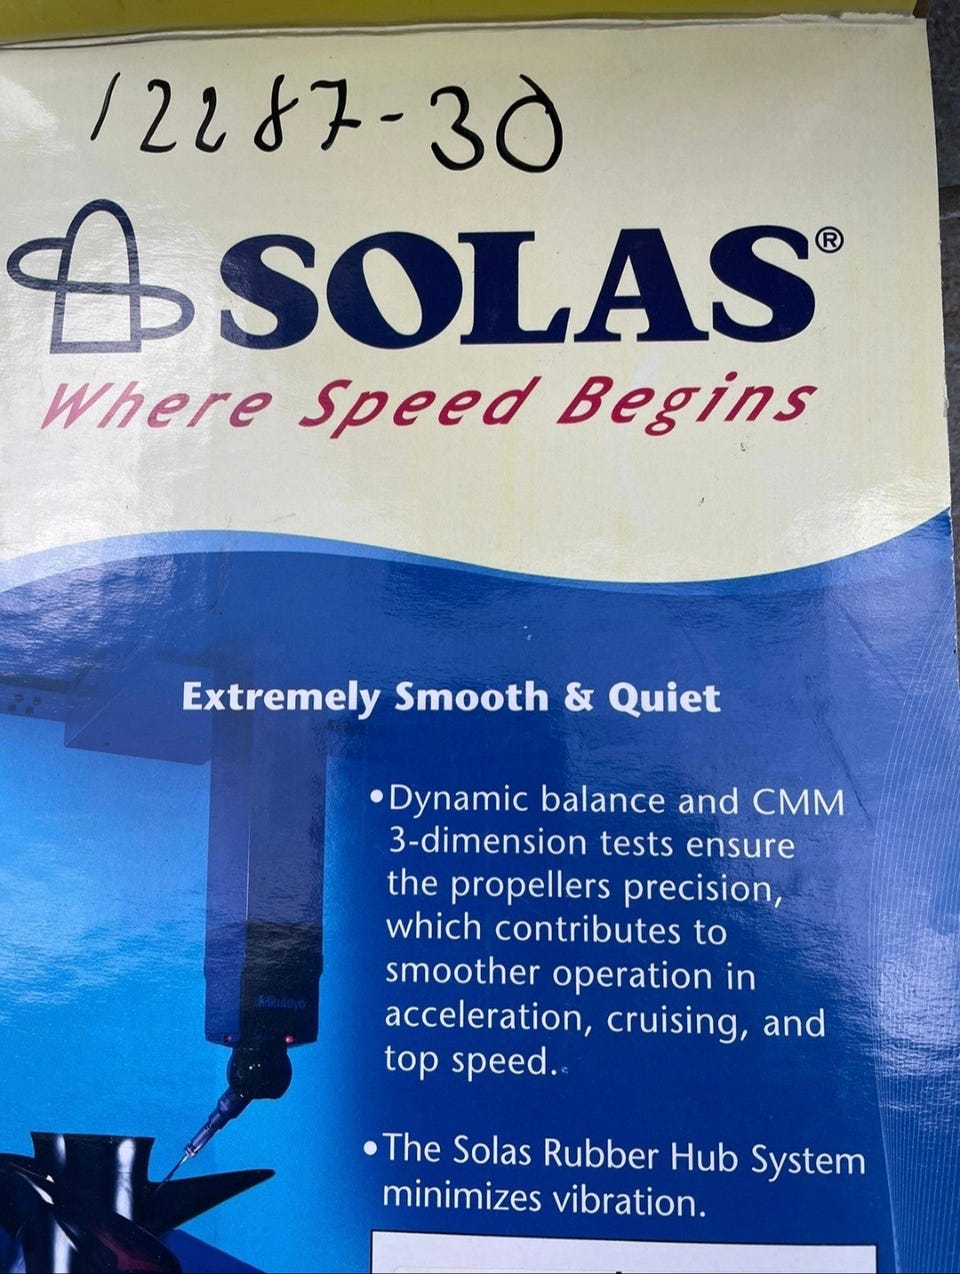 12287-30
SOLAS®
Where Speed Begins
Extremely Smooth & Quiet
•Dynamic balance and CMM
3-dimension tests ensure
the propellers precision,
which contributes to
smoother operation in
acceleration, cruising, and
top speed.
Mitutoyo
•The Solas Rubber Hub System
minimizes vibration.